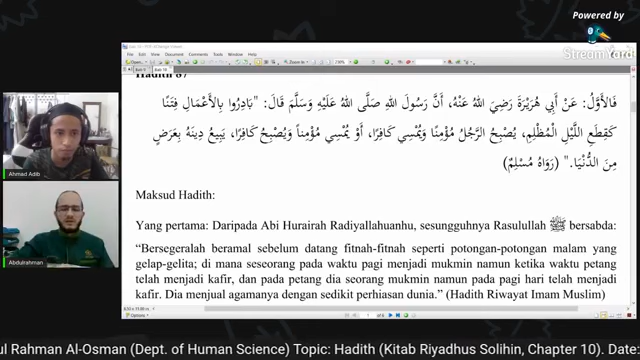 Powered by
StreamYard
Hadith 87
فَالأَوَّلُ: عَنْ أَبِي هُرَيْرَةَ رَضِيَ اللهُ عَنْهُ، أَنَّ رَسُولَ اللهِ صَلَّى اللهُ عَلَيْهِ وَسَلَّمَ قَالَ: "بَادِرُوا بِالأَعْمَالِ فِتَنًا
كَقِطَعِ اللَّيْلِ الْمُظْلِمِ، يُصْبِحُ الرَّجُلُ مُؤْمِنًا وَيُمْسِي كَافِرًا، أَوْ يُمْسِي مُؤْمِنًا وَيُصْبِحُ كَافِرًا، يَبِيعُ دِينَهُ بِعَرَضٍ
مِنَ الدُّنْيَا." (رَوَاهُ مُسْلِمٌ)
Maksud Hadith:
Yang pertama: Daripada Abi Hurairah Radiyallahuanhu, sesungguhnya Rasulullah ﷺ bersabda:
“Bersegeralah beramal sebelum datang fitnah-fitnah seperti potongan-potongan malam yang
gelap-gelita; di mana seseorang pada waktu pagi menjadi mukmin namun ketika waktu petang
telah menjadi kafir, dan pada petang dia seorang mukmin namun pada pagi hari telah menjadi
kafir. Dia menjual agamanya dengan sedikit perhiasan dunia.” (Hadith Riwayat Imam Muslim)
Ahmad Adib
Abdulrahman
ul Rahman Al-Osman (Dept. of Human Science) Topic: Hadith (Kitab Riyadhus Solihin, Chapter 10). Date: